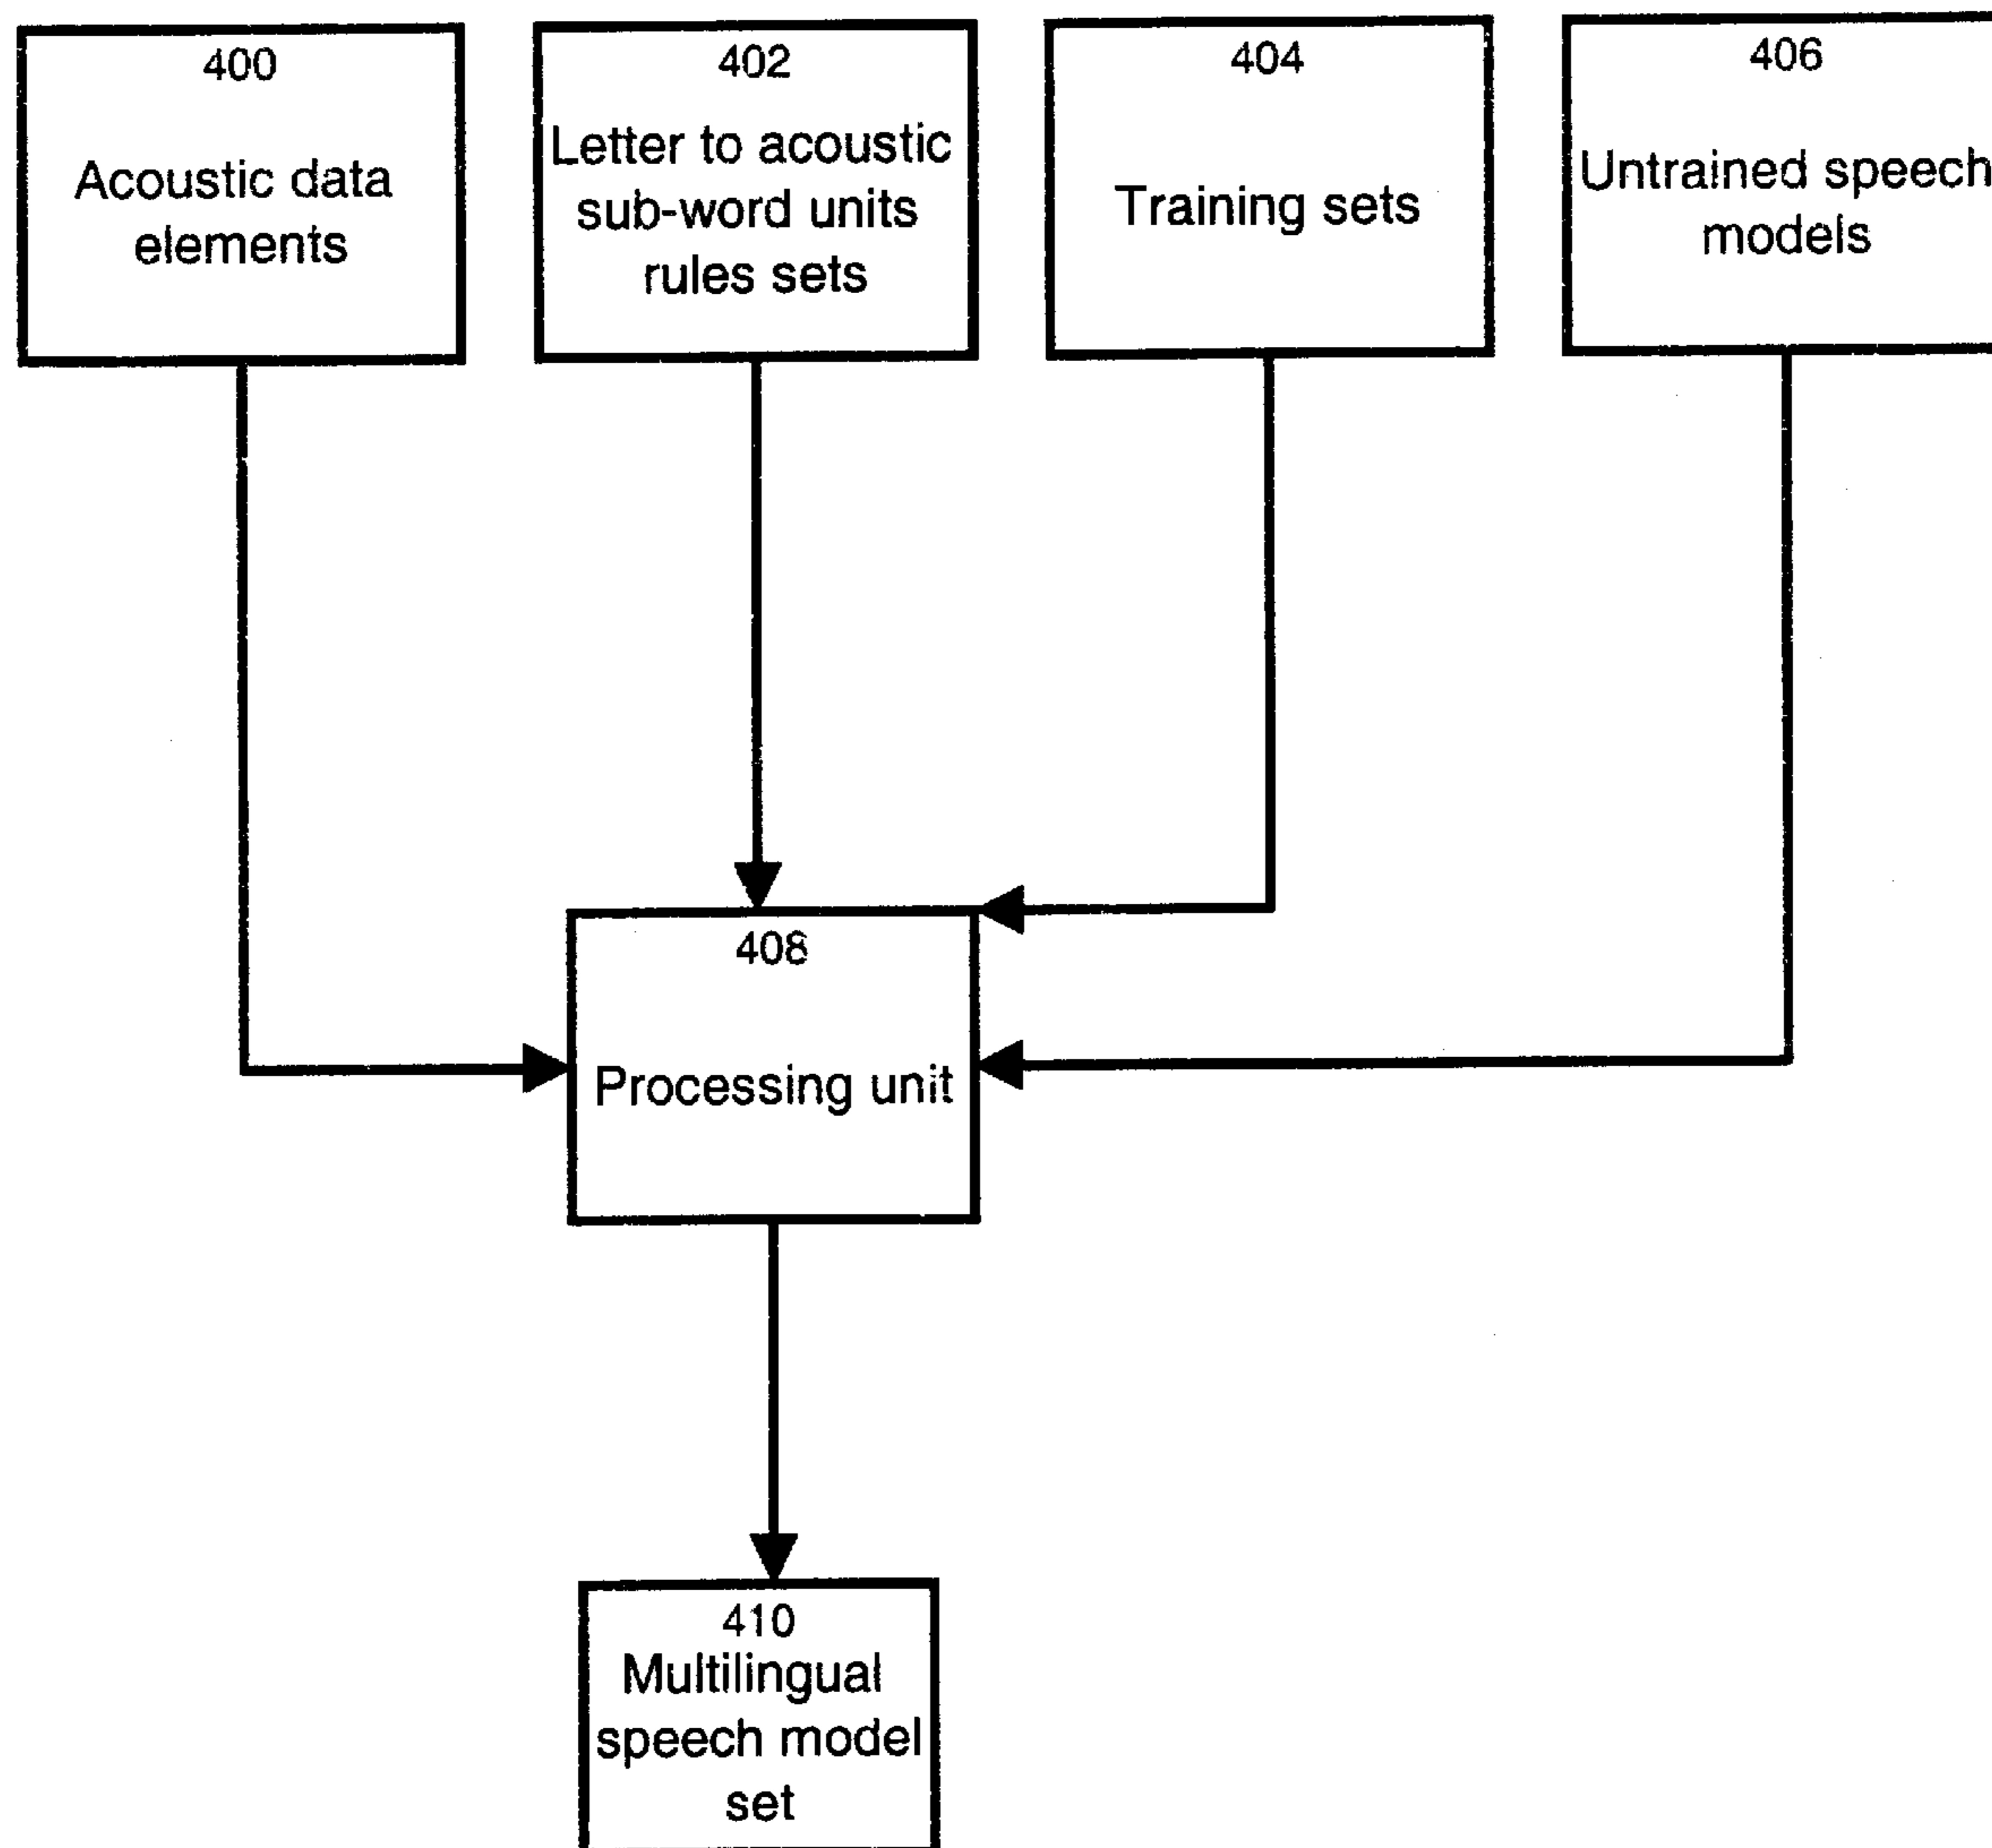 400
Acoustic data
elements
402
Letter to acoustic
sub-word units
rules sets
404
Training sets
406
Untrained speech
models
408
Processing unit
410
Multilingual
speech model
set